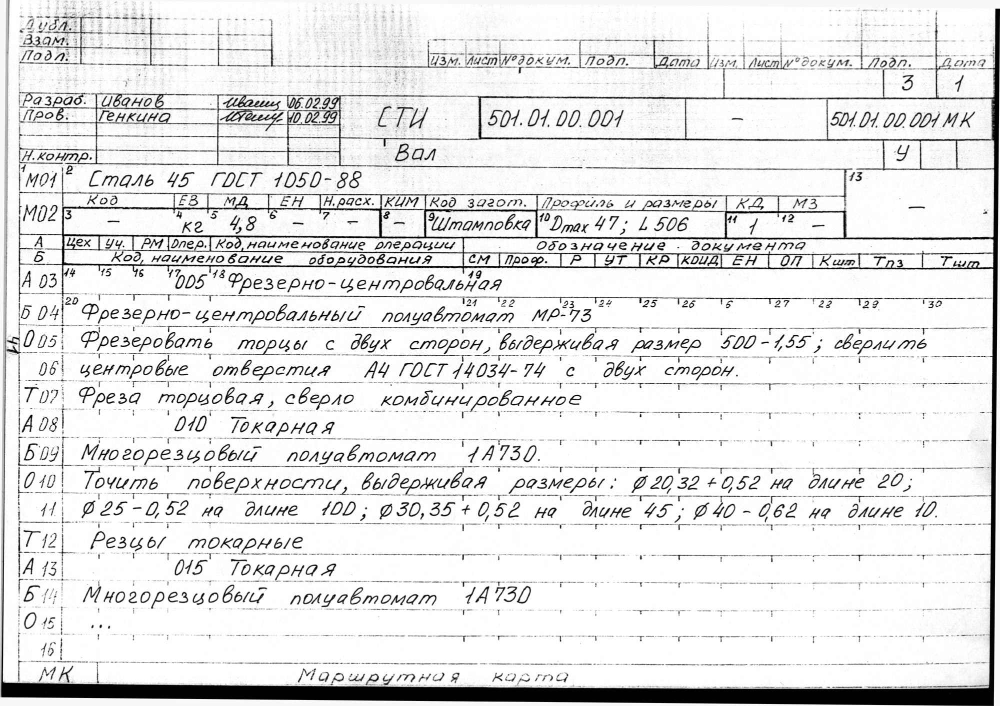 Дубл.
Взам.
Подл.
Изм. Лист № докум. Подп. Дата Изм. Лист № докум. Подп. Дата
3 1
Разраб. Иванов 06.02.99
Пров. Генкина 10.02.99
СТИ 501.01.00.001 – 501.01.00.001 МК
Н.контр. Вал У
М01 1 2 Сталь 45 ГОСТ 1050-88 13
Код ЕВ МД ЕН Н.расх. КИМ Код загот. Профиль и размеры КД МЗ
М02 3 – 4 кг 5 4,8 6 – 7 – 8 – 9 Штамповка 10 Dmax 47; L 506 11 1 12 – –
А Цех Уч. РМ Опер. Код, наименование операции Обозначение документа
Б Код, наименование оборудования СМ Проф. Р УТ КР КОИД ЕН ОП Кшт Тпз Тшт
А 03 14 15 16 17 005 18 Фрезерно-центровальная 19
Б 04 20 Фрезерно-центровальный полуавтомат МР-73 21 22 23 24 25 26 6 27 28 29 30
О 05 Фрезеровать торцы с двух сторон, выдерживая размер 500-1,55; сверлить
06 центровые отверстия А4 ГОСТ 14034-74 с двух сторон.
Т 07 Фреза торцовая, сверло комбинированное
А 08 010 Токарная
Б 09 Многорезцовый полуавтомат 1А730.
О 10 Точить поверхности, выдерживая размеры: ø20,32+0,52 на длине 20;
11 ø25-0,52 на длине 100; ø30,35+0,52 на длине 45; ø40-0,62 на длине 10.
Т 12 Резцы токарные
А 13 015 Токарная
Б 14 Многорезцовый полуавтомат 1А730
О 15 ...
16
МК Маршрутная карта
41